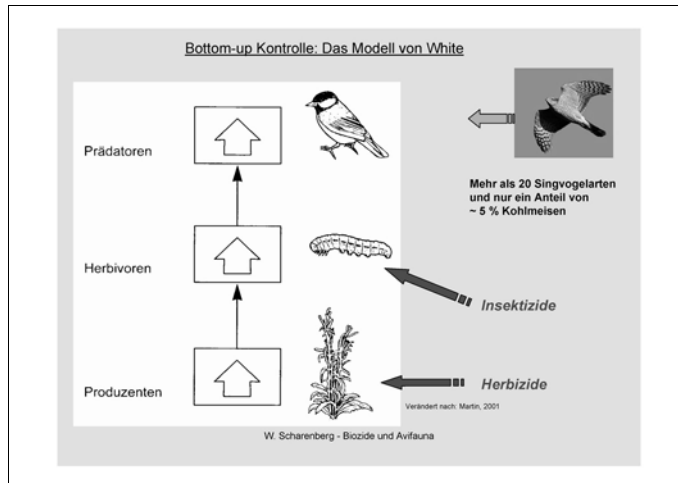 Bottom-up Kontrolle: Das Modell von White
Prädatoren
Mehr als 20 Singvogelarten
und nur ein Anteil von
~ 5 % Kohlmeisen
Herbivoren
Insektizide
Produzenten
Herbizide
Verändert nach: Martin, 2001
W. Scharenberg - Biozide und Avifauna